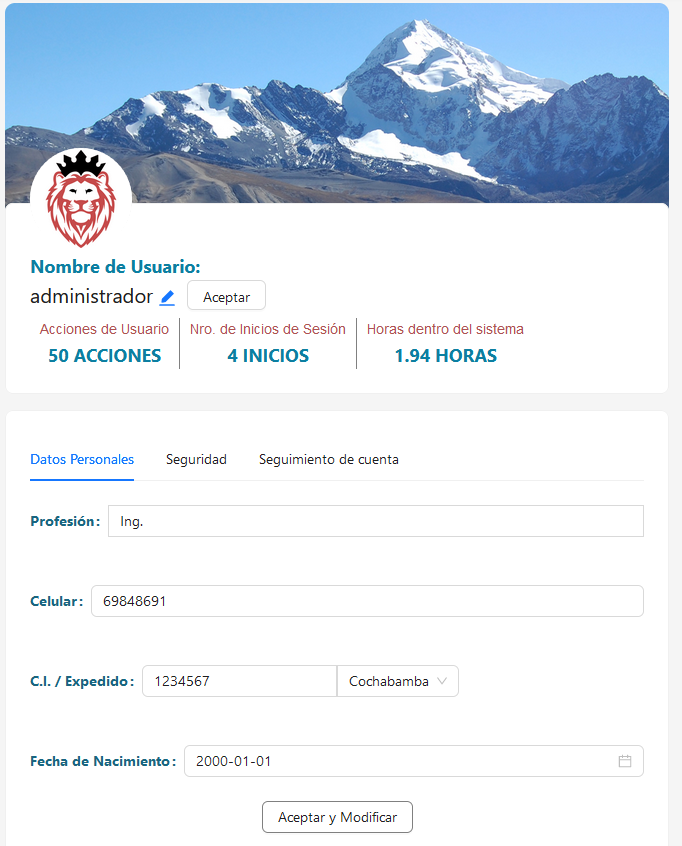 Nombre de Usuario:
administrador Aceptar
Acciones de Usuario Nro. de Inicios de Sesión Horas dentro del sistema
50 ACCIONES 4 INICIOS 1.94 HORAS
Datos Personales Seguridad Seguimiento de cuenta
Profesión: Ing.
Celular: 69848691
C.I. / Expedido: 1234567 Cochabamba
Fecha de Nacimiento: 2000-01-01
Aceptar y Modificar